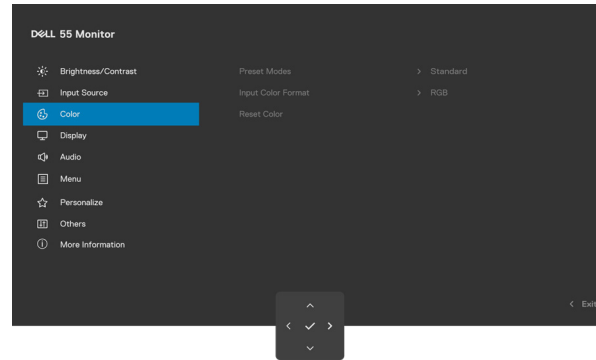 DELL 55 Monitor
Brightness/Contrast
Preset Modes > Standard
Input Source
Input Color Format > RGB
Color
Reset Color
Display
Audio
Menu
Personalize
Others
More Information
< Exit